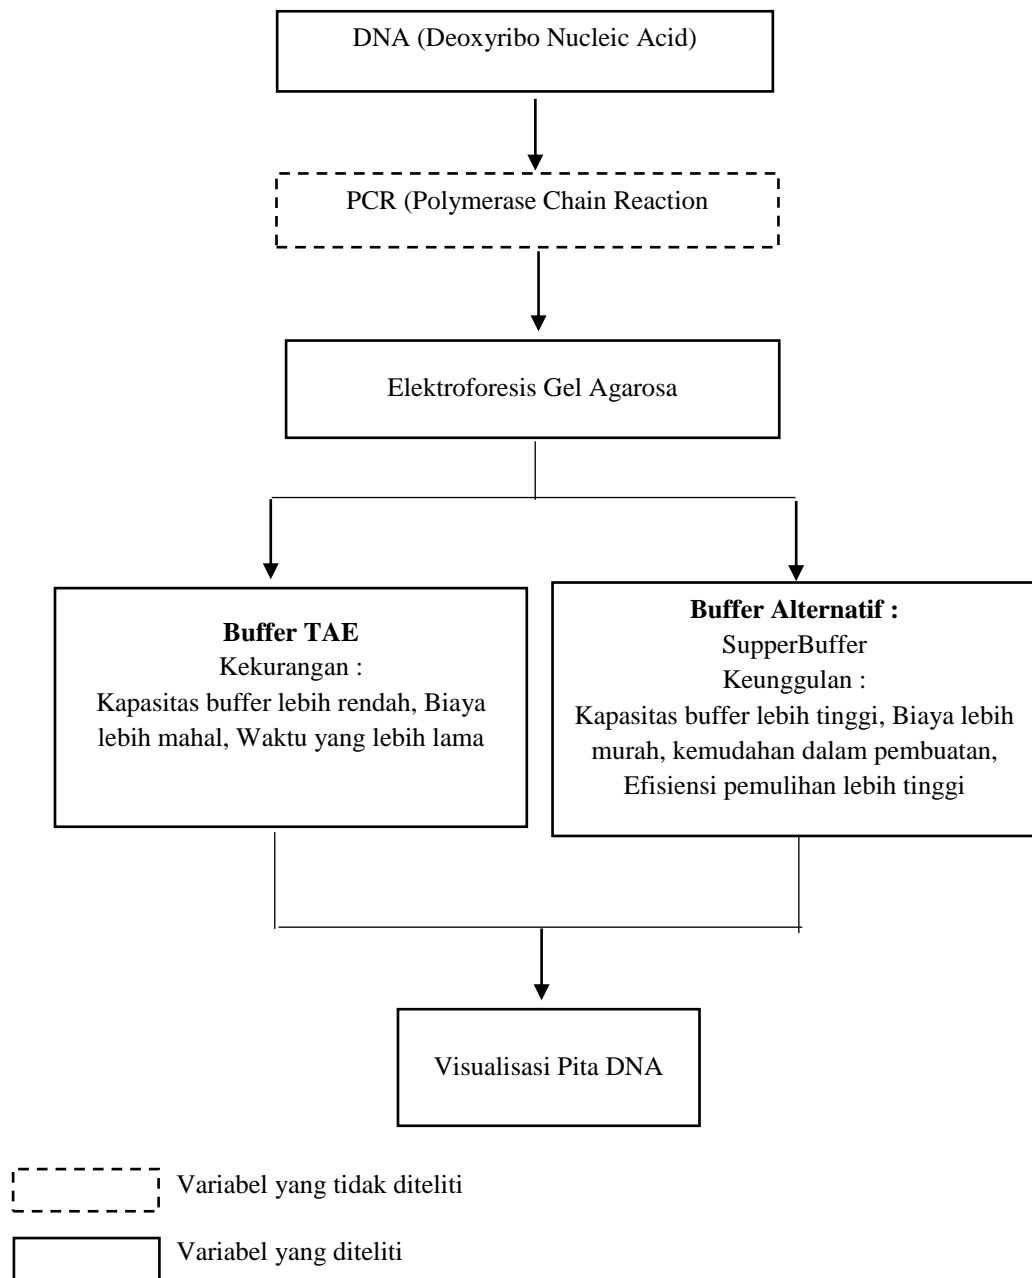 DNA (Deoxyribo Nucleic Acid)
PCR (Polymerase Chain Reaction
Elektroforesis Gel Agarosa
Buffer TAE
Kekurangan :
Kapasitas buffer lebih rendah, Biaya
lebih mahal, Waktu yang lebih lama
Buffer Alternatif :
SupperBuffer
Keunggulan :
Kapasitas buffer lebih tinggi, Biaya lebih
murah, kemudahan dalam pembuatan,
Efisiensi pemulihan lebih tinggi
Visualisasi Pita DNA
Variabel yang tidak diteliti
Variabel yang diteliti